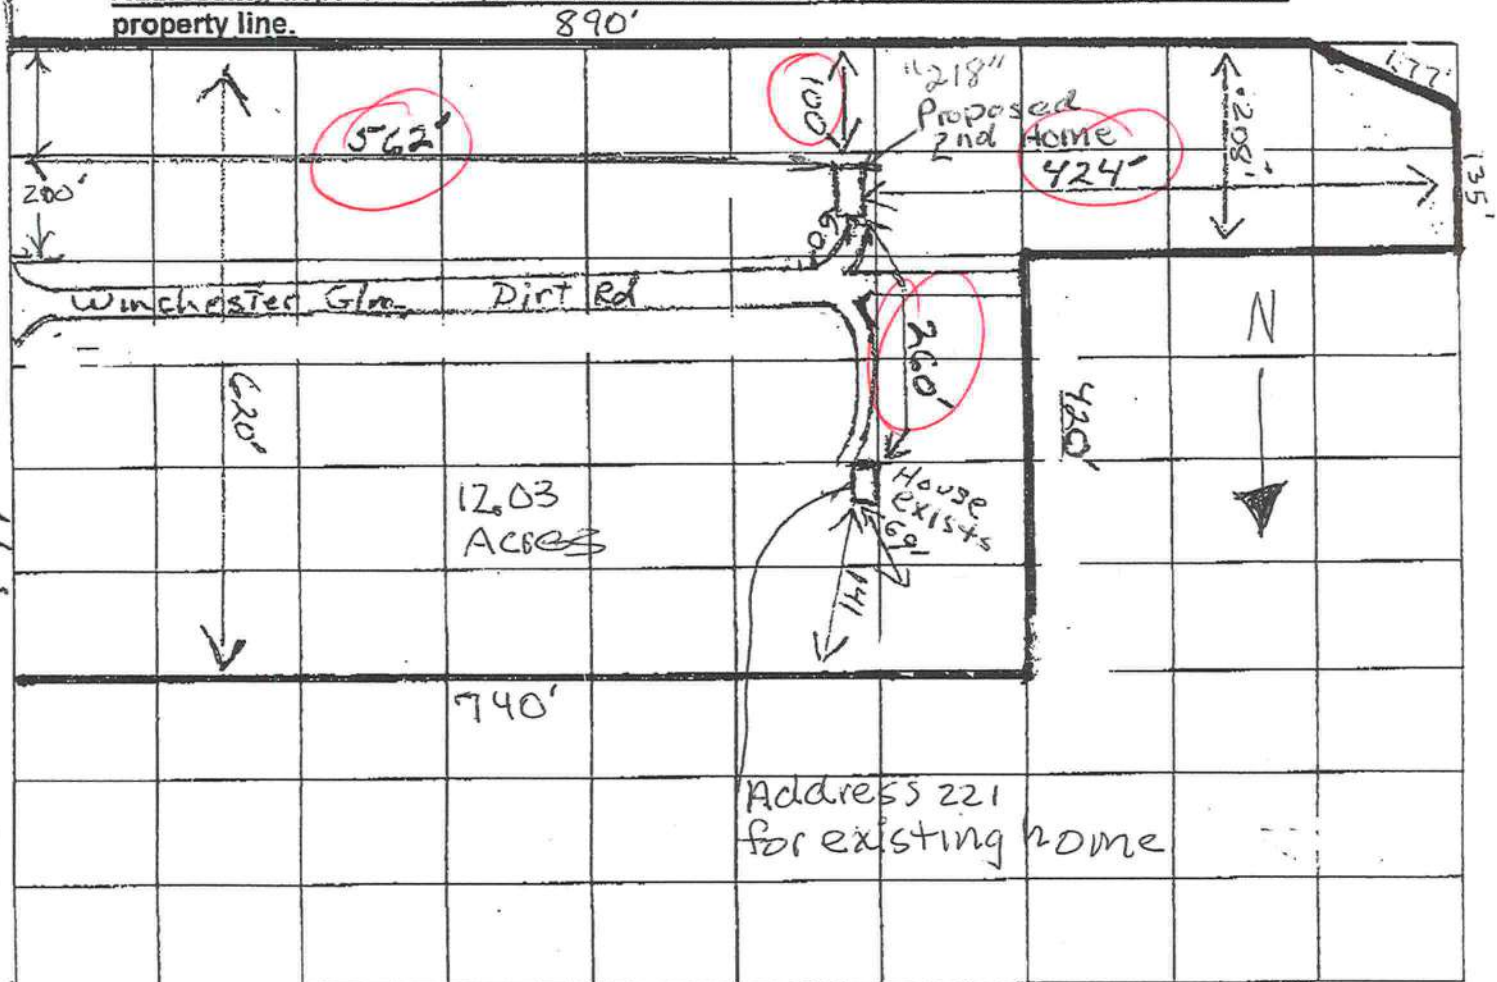 property line.
890'
177'
"218"
Proposed
2nd Home
100'
562'
424'
208'
135'
200'
60'
Winchester Gln Dirt Rd
N
260'
620'
420'
12.03
Acres
House
exists
69'
141
740'
Address 221
for existing home